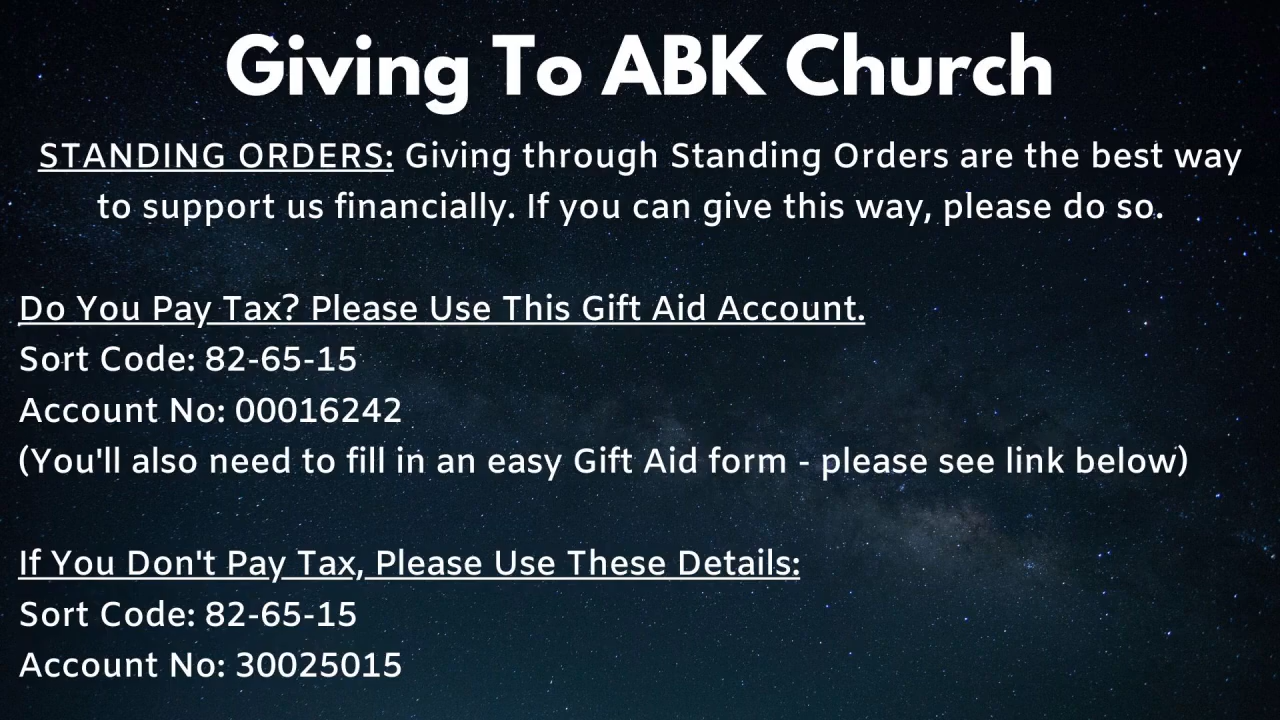 Giving To ABK Church
STANDING ORDERS: Giving through Standing Orders are the best way
to support us financially. If you can give this way, please do so.
Do You Pay Tax? Please Use This Gift Aid Account.
Sort Code: 82-65-15
Account No: 00016242
(You'll also need to fill in an easy Gift Aid form - please see link below)
If You Don't Pay Tax, Please Use These Details:
Sort Code: 82-65-15
Account No: 30025015